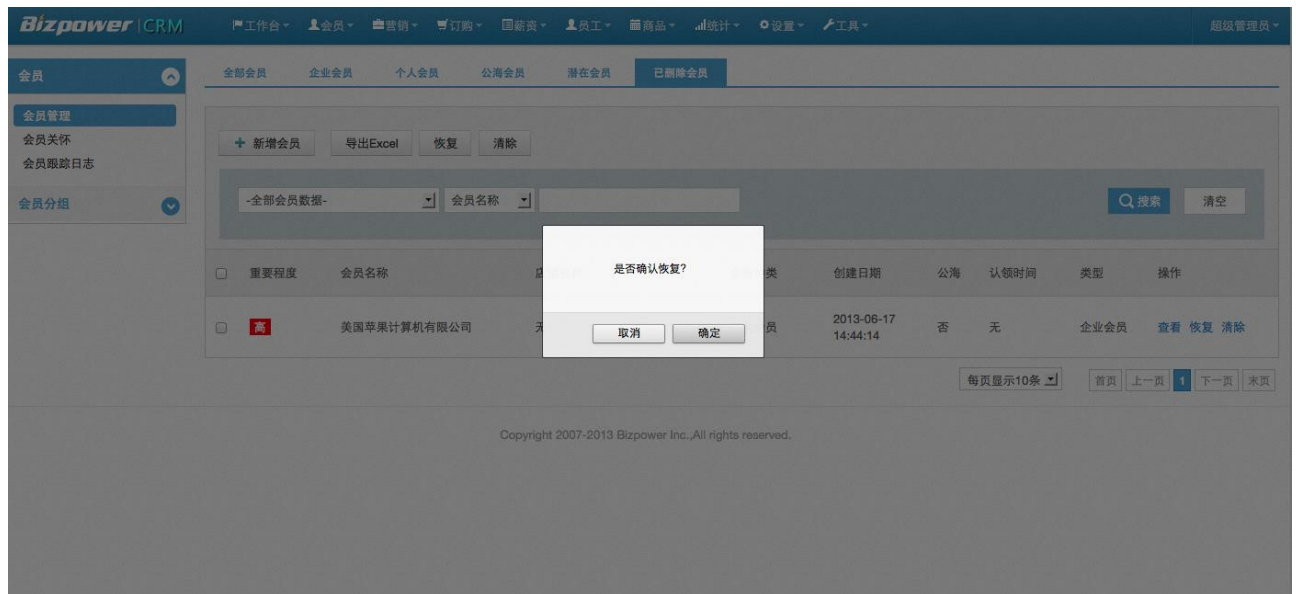 Bizpower | CRM
工作台 会员 营销 订购 薪资 员工 商品 统计 设置 工具 超级管理员
会员
全部会员 企业会员 个人会员 公海会员 潜在会员 已删除会员
会员管理
会员关怀
会员跟踪日志
会员分组
新增会员 导出Excel 恢复 清除
-全部会员数据- 会员名称 搜索 清空
是否确认恢复?
取消 确定
重要程度 会员名称 店 类 创建日期 公海 认领时间 类型 操作
高 美国苹果计算机有限公司 无 员 2013-06-17 14:44:14 否 无 企业会员 查看 恢复 清除
每页显示10条 首页 上一页 1 下一页 末页
Copyright 2007-2013 Bizpower Inc.,All rights reserved.